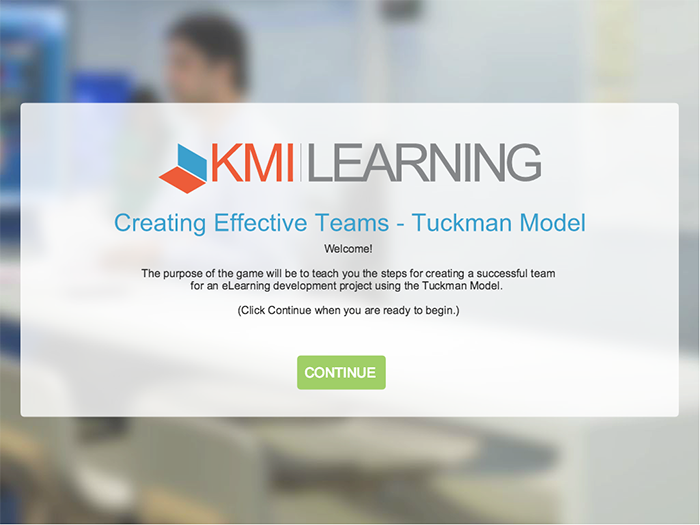 KMI LEARNING
Creating Effective Teams - Tuckman Model
Welcome!
The purpose of the game will be to teach you the steps for creating a successful team
for an eLearning development project using the Tuckman Model.
(Click Continue when you are ready to begin.)
CONTINUE